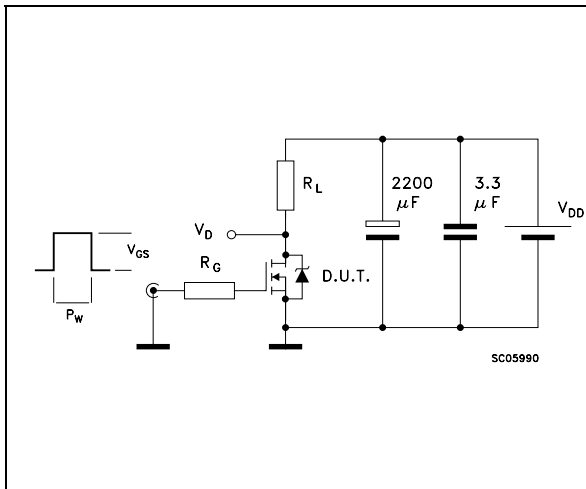 R_L
2200
μF
3.3
μF
V_DD
V_D
V_GS
R_G
D.U.T.
P_W
SC05990